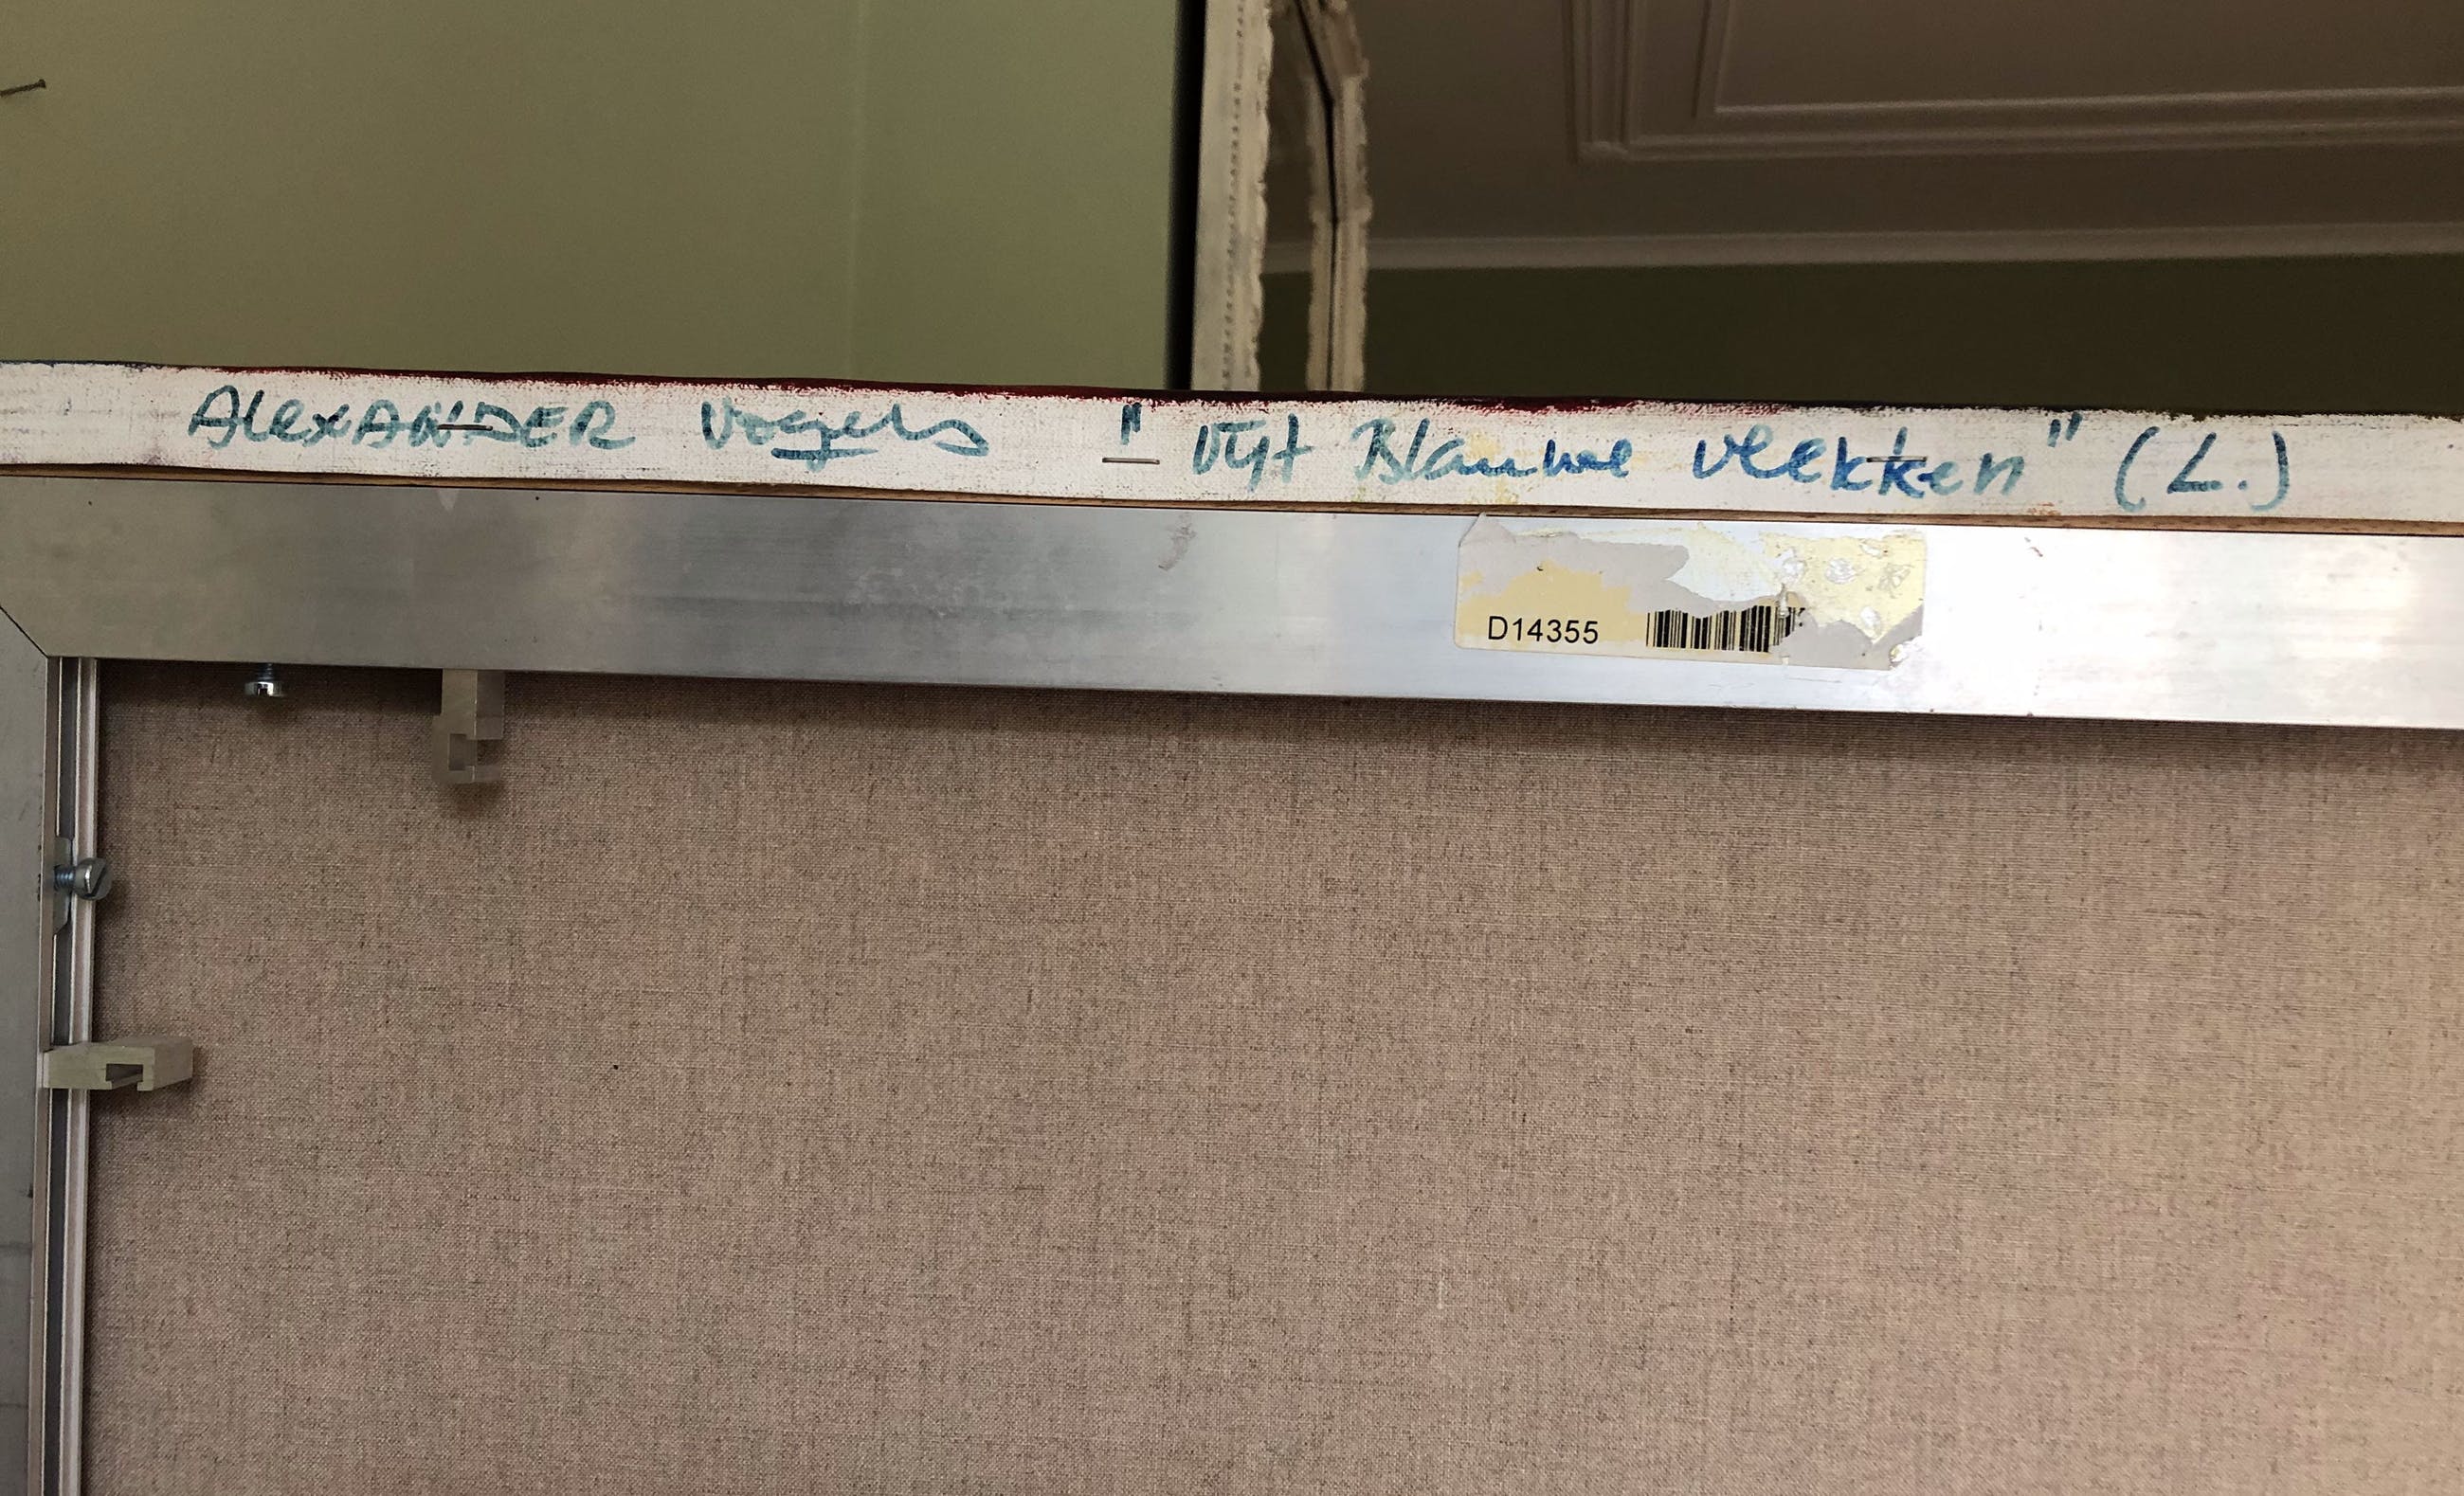 AlexANDER Vogels "Vijf Blauwe vlekken" (L.)
D14355